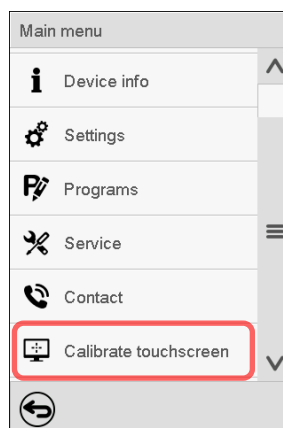 Main menu
Device info
Settings
Programs
Service
Contact
Calibrate touchscreen